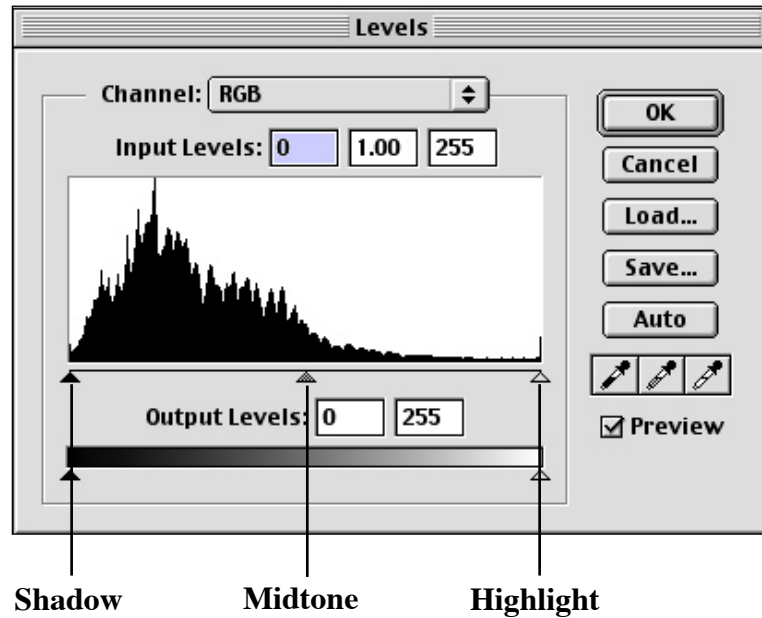 Levels
Channel: RGB
Input Levels: 0 1.00 255
OK
Cancel
Load...
Save...
Auto
Output Levels: 0 255
Preview
Shadow Midtone Highlight